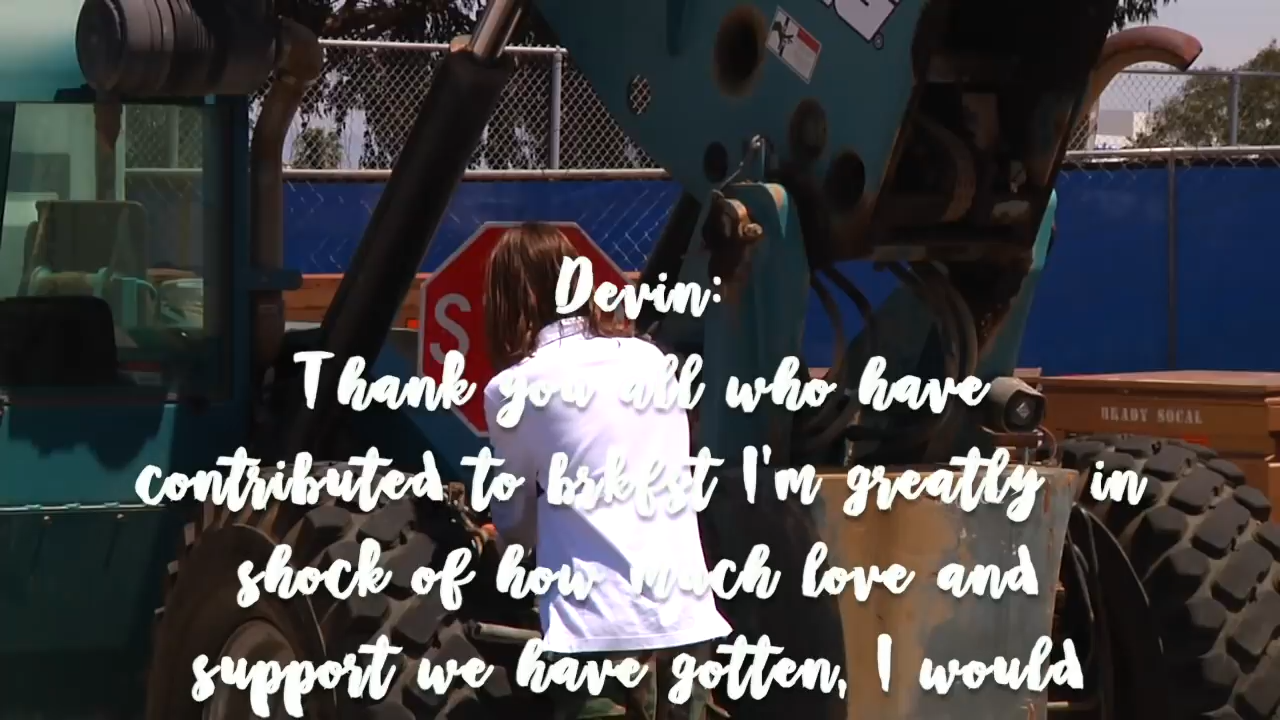 S
Devin:
Thank you all who have
contributed to brkfst I'm greatly in
shock of how much love and
support we have gotten, I would
READY SOCAL